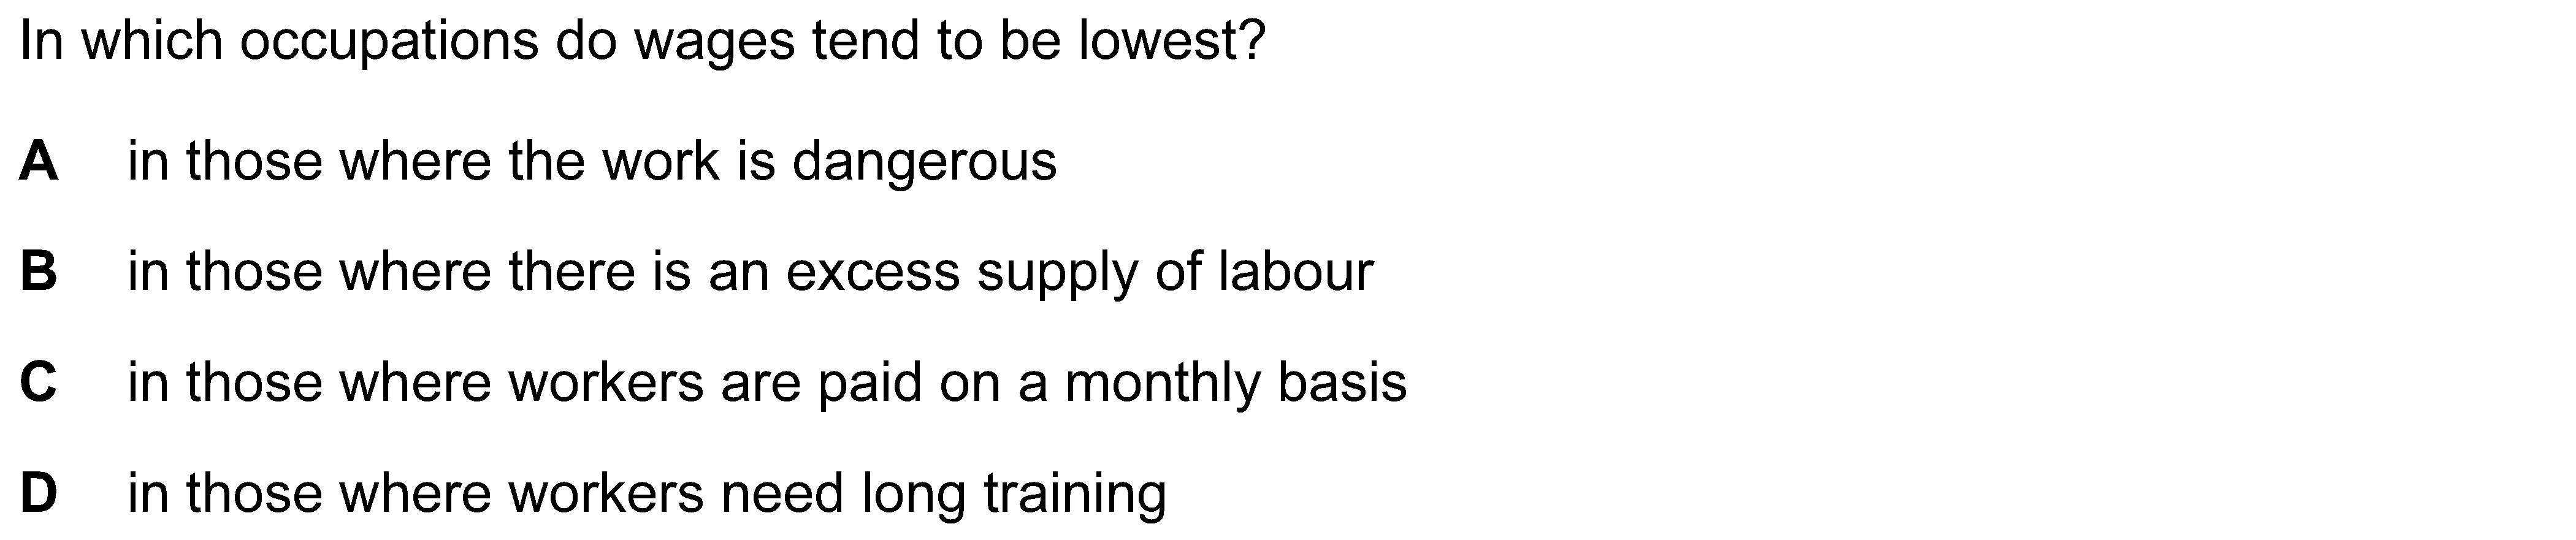 In which occupations do wages tend to be lowest?
A in those where the work is dangerous
B in those where there is an excess supply of labour
C in those where workers are paid on a monthly basis
D in those where workers need long training